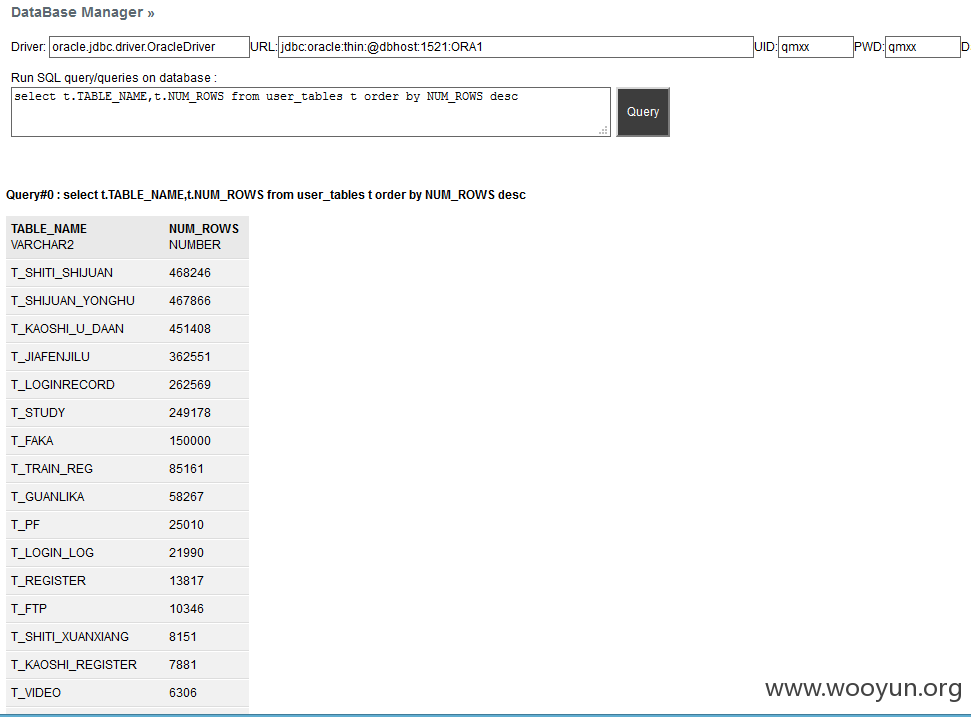 DataBase Manager »
Driver: oracle.jdbc.driver.OracleDriver URL: jdbc:oracle:thin:@dbhost:1521:ORA1 UID: qmxx PWD: qmxx D
Run SQL query/queries on database :
select t.TABLE_NAME,t.NUM_ROWS from user_tables t order by NUM_ROWS desc
Query
Query#0 : select t.TABLE_NAME,t.NUM_ROWS from user_tables t order by NUM_ROWS desc
TABLE_NAME NUM_ROWS
VARCHAR2 NUMBER
T_SHITI_SHIJUAN 468246
T_SHIJUAN_YONGHU 467866
T_KAOSHI_U_DAAN 451408
T_JIAFENJILU 362551
T_LOGINRECORD 262569
T_STUDY 249178
T_FAKA 150000
T_TRAIN_REG 85161
T_GUANLIKA 58267
T_PF 25010
T_LOGIN_LOG 21990
T_REGISTER 13817
T_FTP 10346
T_SHITI_XUANXIANG 8151
T_KAOSHI_REGISTER 7881
T_VIDEO 6306
www.wooyun.org